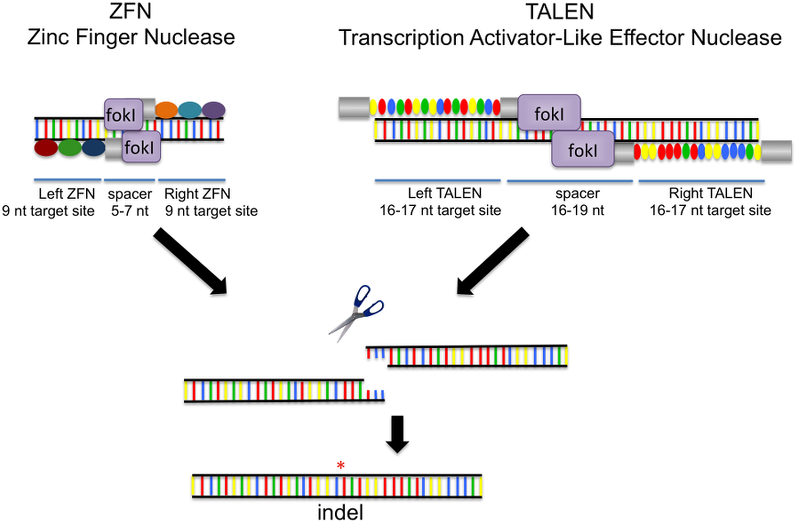 ZFN
Zinc Finger Nuclease
TALEN
Transcription Activator-Like Effector Nuclease
fokI
fokI
fokI
fokI
Left ZFN
9 nt target site
spacer
5-7 nt
Right ZFN
9 nt target site
Left TALEN
16-17 nt target site
spacer
16-19 nt
Right TALEN
16-17 nt target site
*
indel